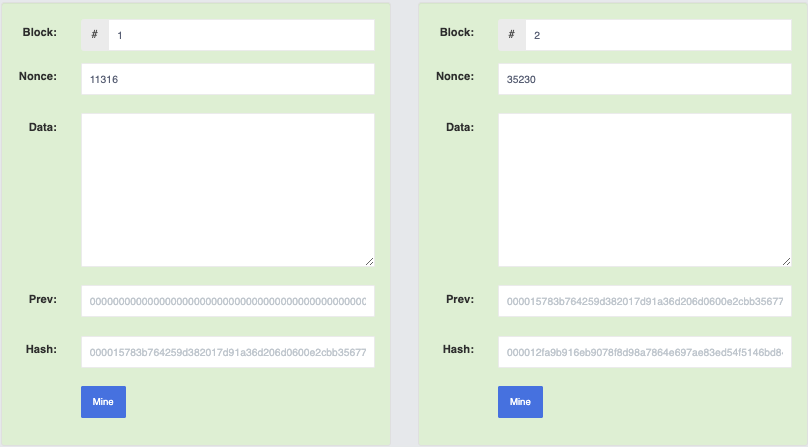 Block: # 1
Nonce: 11316
Data:
Prev: 0000000000000000000000000000000000000000000000000
Hash: 000015783b764259d382017d91a36d206d0600e2cbb35677
Mine
Block: # 2
Nonce: 35230
Data:
Prev: 000015783b764259d382017d91a36d206d0600e2cbb35677
Hash: 000012fa9b916eb9078f8d98a7864e697ae83ed54f5146bd8
Mine